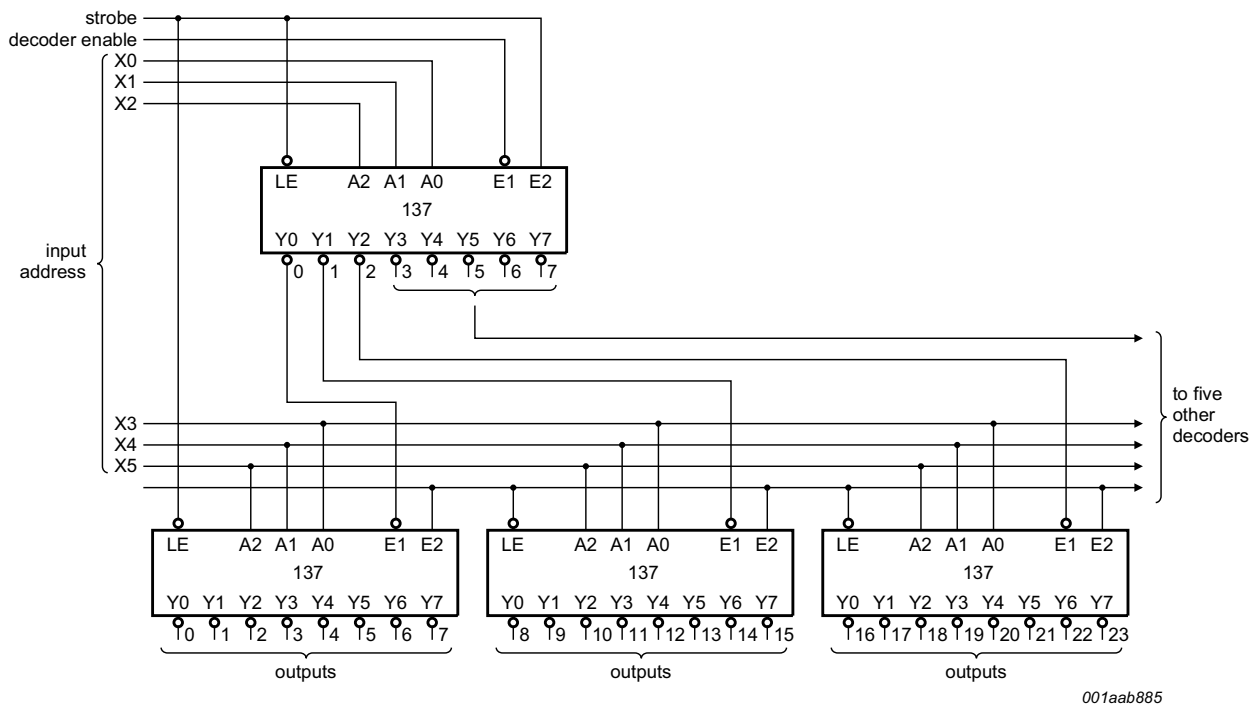 strobe
decoder enable
X0
X1
X2
LE A2 A1 A0 E1 E2
137
Y0 Y1 Y2 Y3 Y4 Y5 Y6 Y7
0 1 2 3 4 5 6 7
input
address
to five
other
decoders
X3
X4
X5
LE A2 A1 A0 E1 E2 LE A2 A1 A0 E1 E2 LE A2 A1 A0 E1 E2
137 137 137
Y0 Y1 Y2 Y3 Y4 Y5 Y6 Y7 Y0 Y1 Y2 Y3 Y4 Y5 Y6 Y7 Y0 Y1 Y2 Y3 Y4 Y5 Y6 Y7
0 1 2 3 4 5 6 7 8 9 10 11 12 13 14 15 16 17 18 19 20 21 22 23
outputs outputs outputs
001aab885